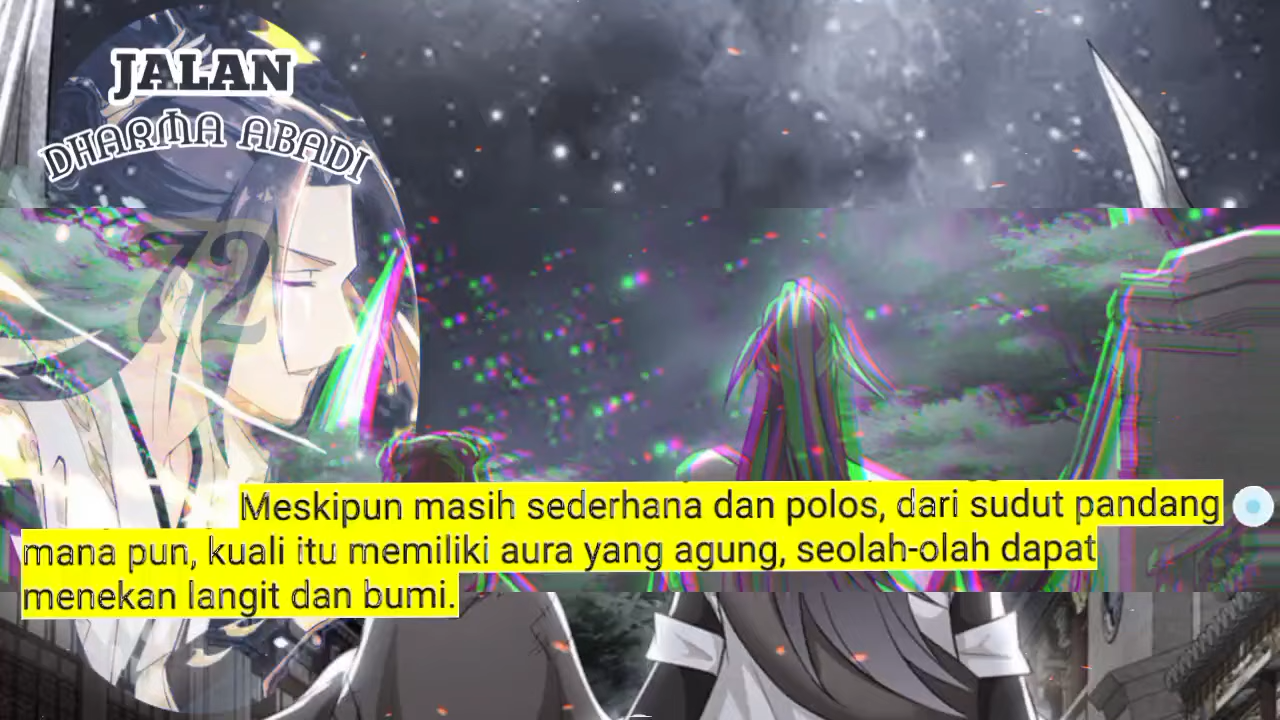 JALAN
DHARMA ABADI
72
Meskipun masih sederhana dan polos, dari sudut pandang
mana pun, kuali itu memiliki aura yang agung, seolah-olah dapat
menekan langit dan bumi.